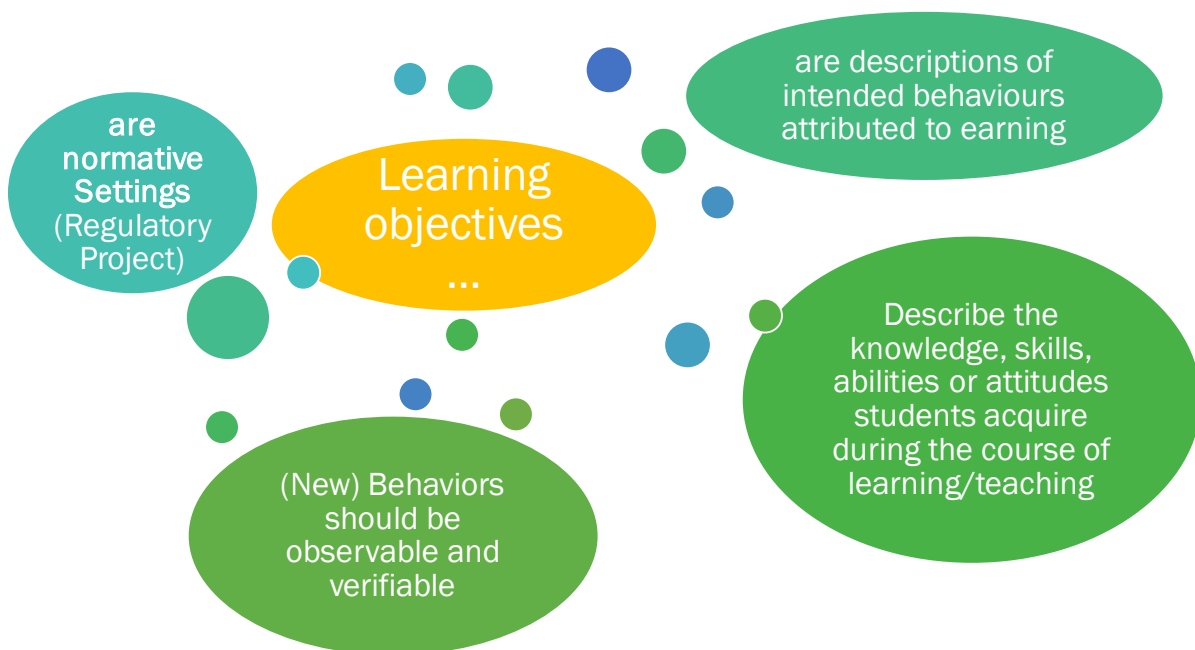 are descriptions of
intended behaviours
attributed to earning
are
normative
Settings
(Regulatory
Project)
Learning
objectives
...
Describe the
knowledge, skills,
abilities or attitudes
students acquire
during the course of
learning/teaching
(New) Behaviors
should be
observable and
verifiable